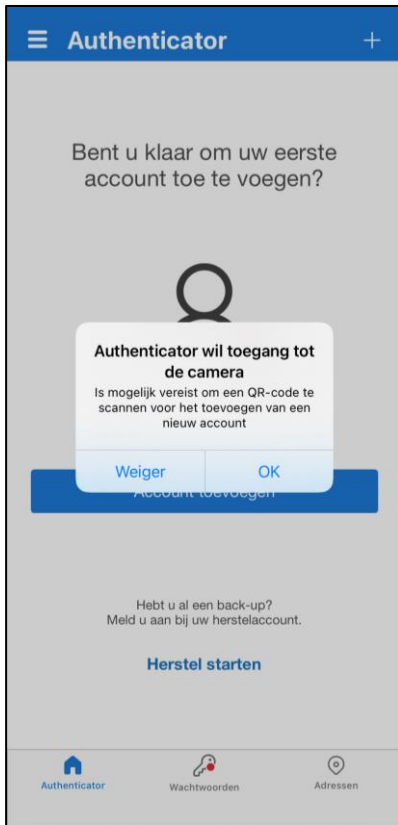 Authenticator
Bent u klaar om uw eerste
account toe te voegen?
Authenticator wil toegang tot
de camera
Is mogelijk vereist om een QR-code te
scannen voor het toevoegen van een
nieuw account
Weiger
OK
Account toevoegen
Hebt u al een back-up?
Meld u aan bij uw herstelaccount.
Herstel starten
Authenticator
Wachtwoorden
Adressen